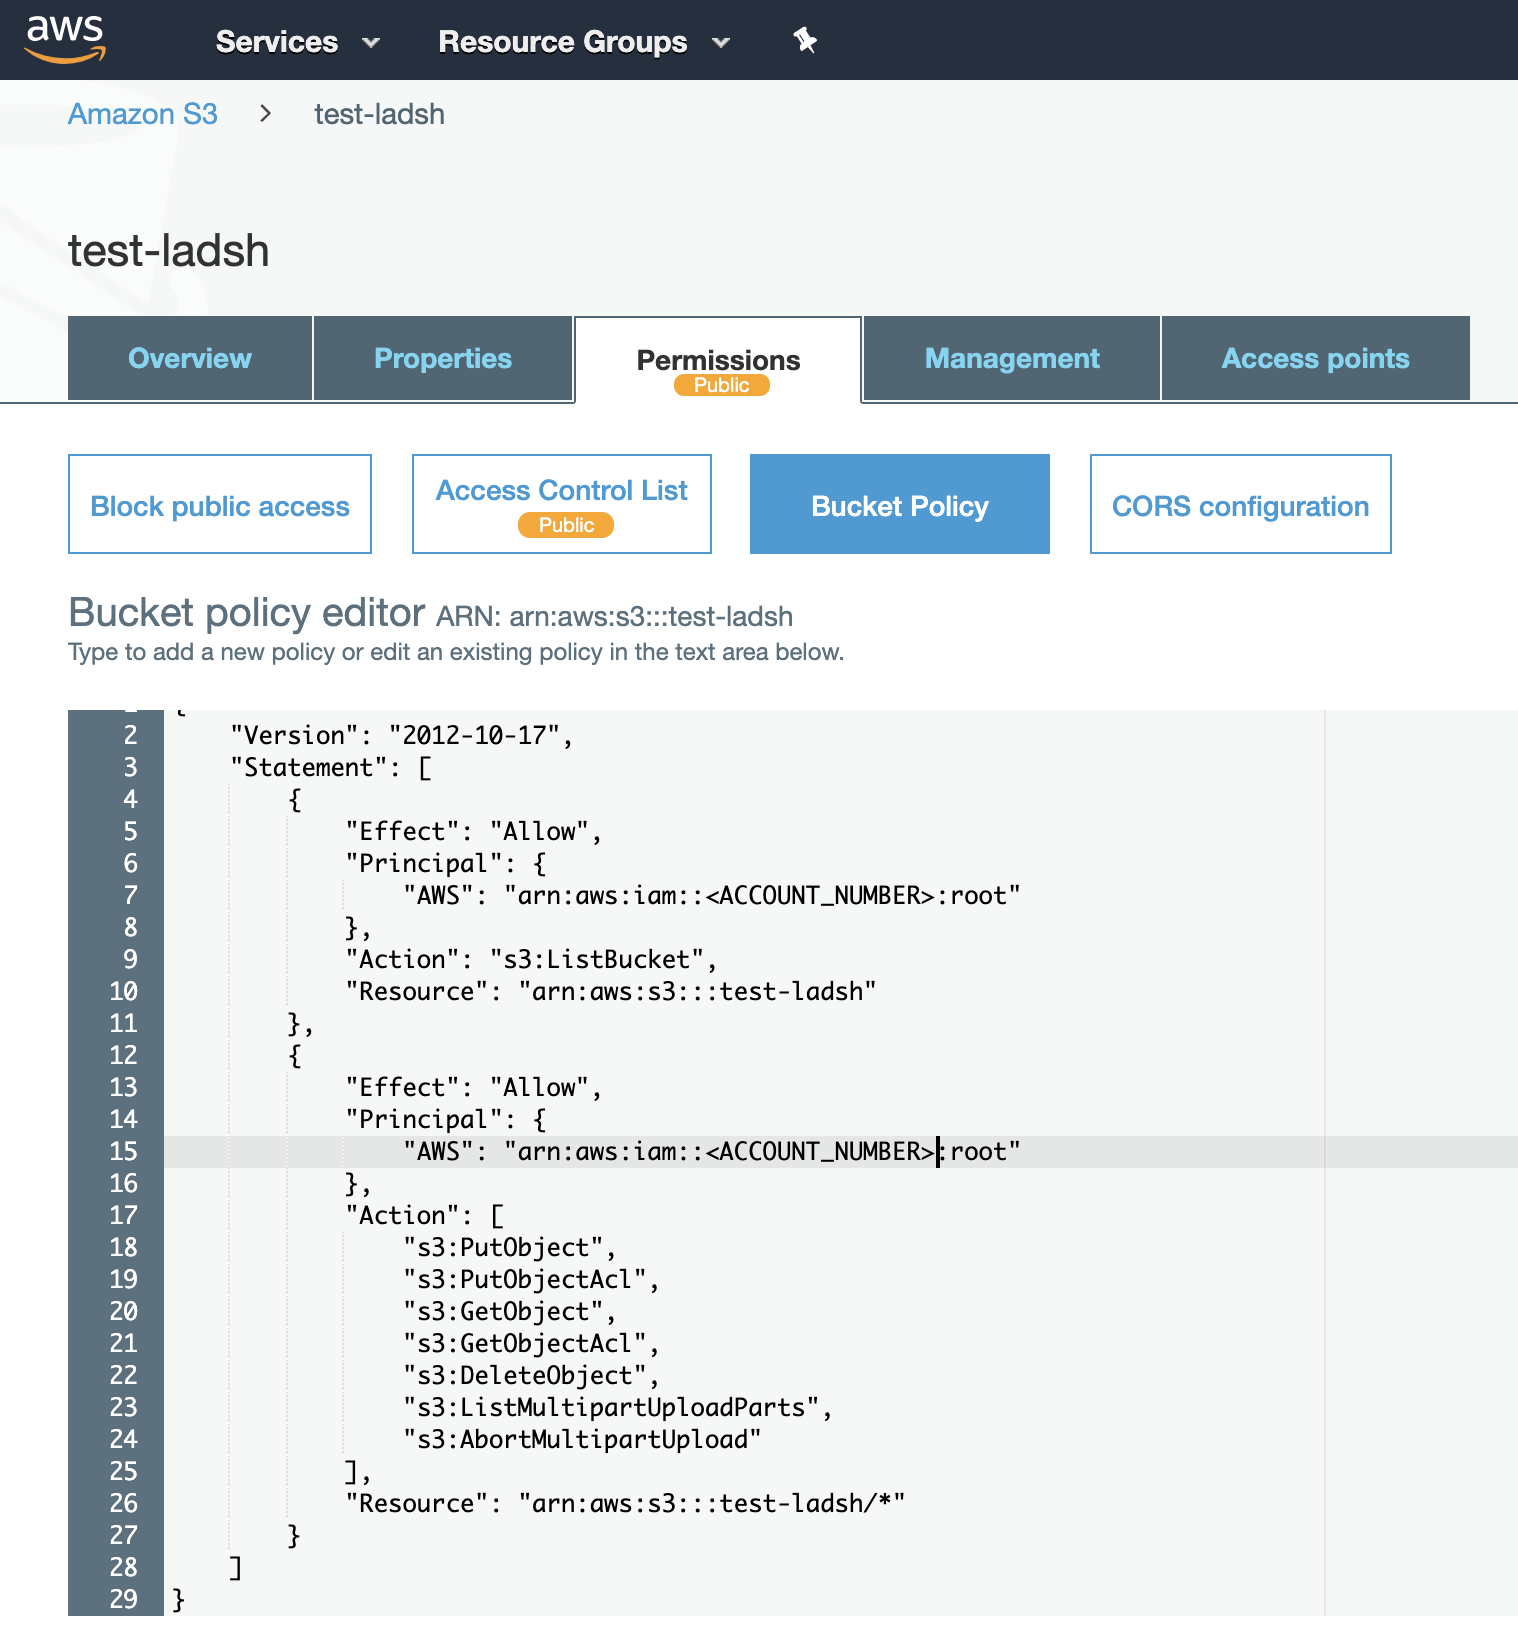 aws Services Resource Groups
Amazon S3 > test-ladsh
test-ladsh
Overview Properties Permissions Management Access points
Public
Block public access Access Control List Bucket Policy CORS configuration
Public
Bucket policy editor ARN: arn:aws:s3:::test-ladsh
Type to add a new policy or edit an existing policy in the text area below.
2 "Version": "2012-10-17",
3 "Statement": [
4 {
5 "Effect": "Allow",
6 "Principal": {
7 "AWS": "arn:aws:iam::<ACCOUNT_NUMBER>:root"
8 },
9 "Action": "s3:ListBucket",
10 "Resource": "arn:aws:s3:::test-ladsh"
11 },
12 {
13 "Effect": "Allow",
14 "Principal": {
15 "AWS": "arn:aws:iam::<ACCOUNT_NUMBER>:root"
16 },
17 "Action": [
18 "s3:PutObject",
19 "s3:PutObjectAcl",
20 "s3:GetObject",
21 "s3:GetObjectAcl",
22 "s3:DeleteObject",
23 "s3:ListMultipartUploadParts",
24 "s3:AbortMultipartUpload"
25 ],
26 "Resource": "arn:aws:s3:::test-ladsh/*"
27 }
28 ]
29 }